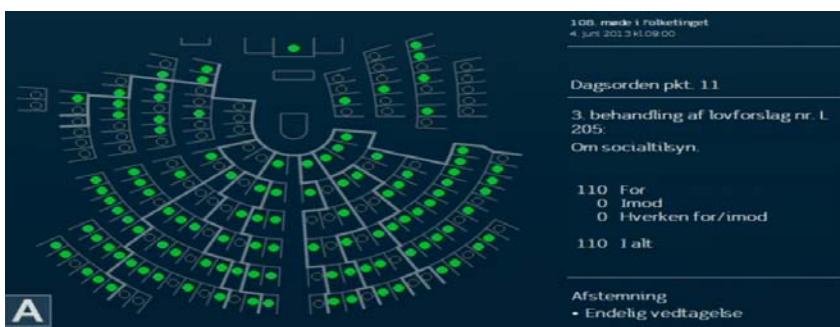 108. møde i Folketinget
4. juni 2013 kl.09:00
Dagsorden pkt. 11
3. behandling af lovforslag nr. L
205:
Om socialtilsyn.
110 For
0 Imod
0 Hverken for/imod
110 I alt
Afstemning
• Endelig vedtagelse
A